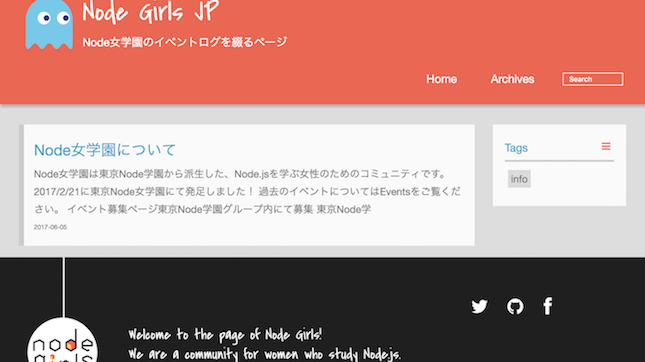 Node Girls JP
Node女学園のイベントログを綴るページ
Home Archives Search
Node女学園について
Node女学園は東京Node学園から派生した、Node.jsを学ぶ女性のためのコミュニティです。
2017/2/21に東京Node女学園にて発足しました！ 過去のイベントについてはEventsをご覧くだ
さい。 イベント募集ページ東京Node学園グループ内にて募集 東京Node学
2017-06-05
Tags
info
node
girls
Welcome to the page of Node Girls!
We are a community for women who study Node.js.